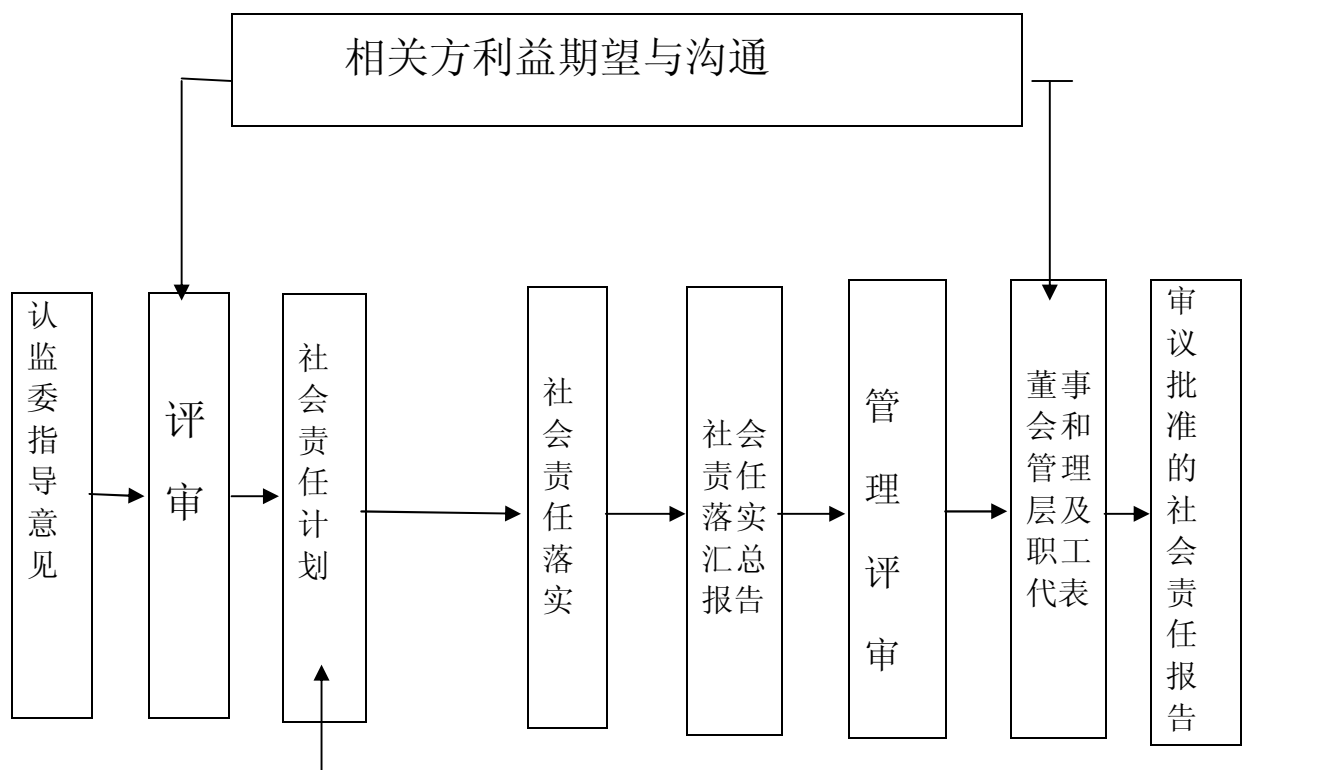 相关方利益期望与沟通
认监委指导意见
评审
社会责任计划
社会责任落实
社会
责任
落实
汇总
报告
管理评审
董事
会和
管理
层及
职工
代表
审议批准的社会责任报告